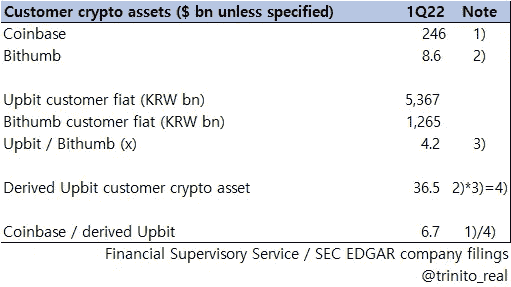 Customer crypto assets ($ bn unless specified) 1Q22 Note
Coinbase 246 1)
Bithumb 8.6 2)
Upbit customer fiat (KRW bn) 5,367
Bithumb customer fiat (KRW bn) 1,265
Upbit / Bithumb (x) 4.2 3)
Derived Upbit customer crypto asset 36.5 2)*3)=4)
Coinbase / derived Upbit 6.7 1)/4)
Financial Supervisory Service / SEC EDGAR company filings
@trinito_real